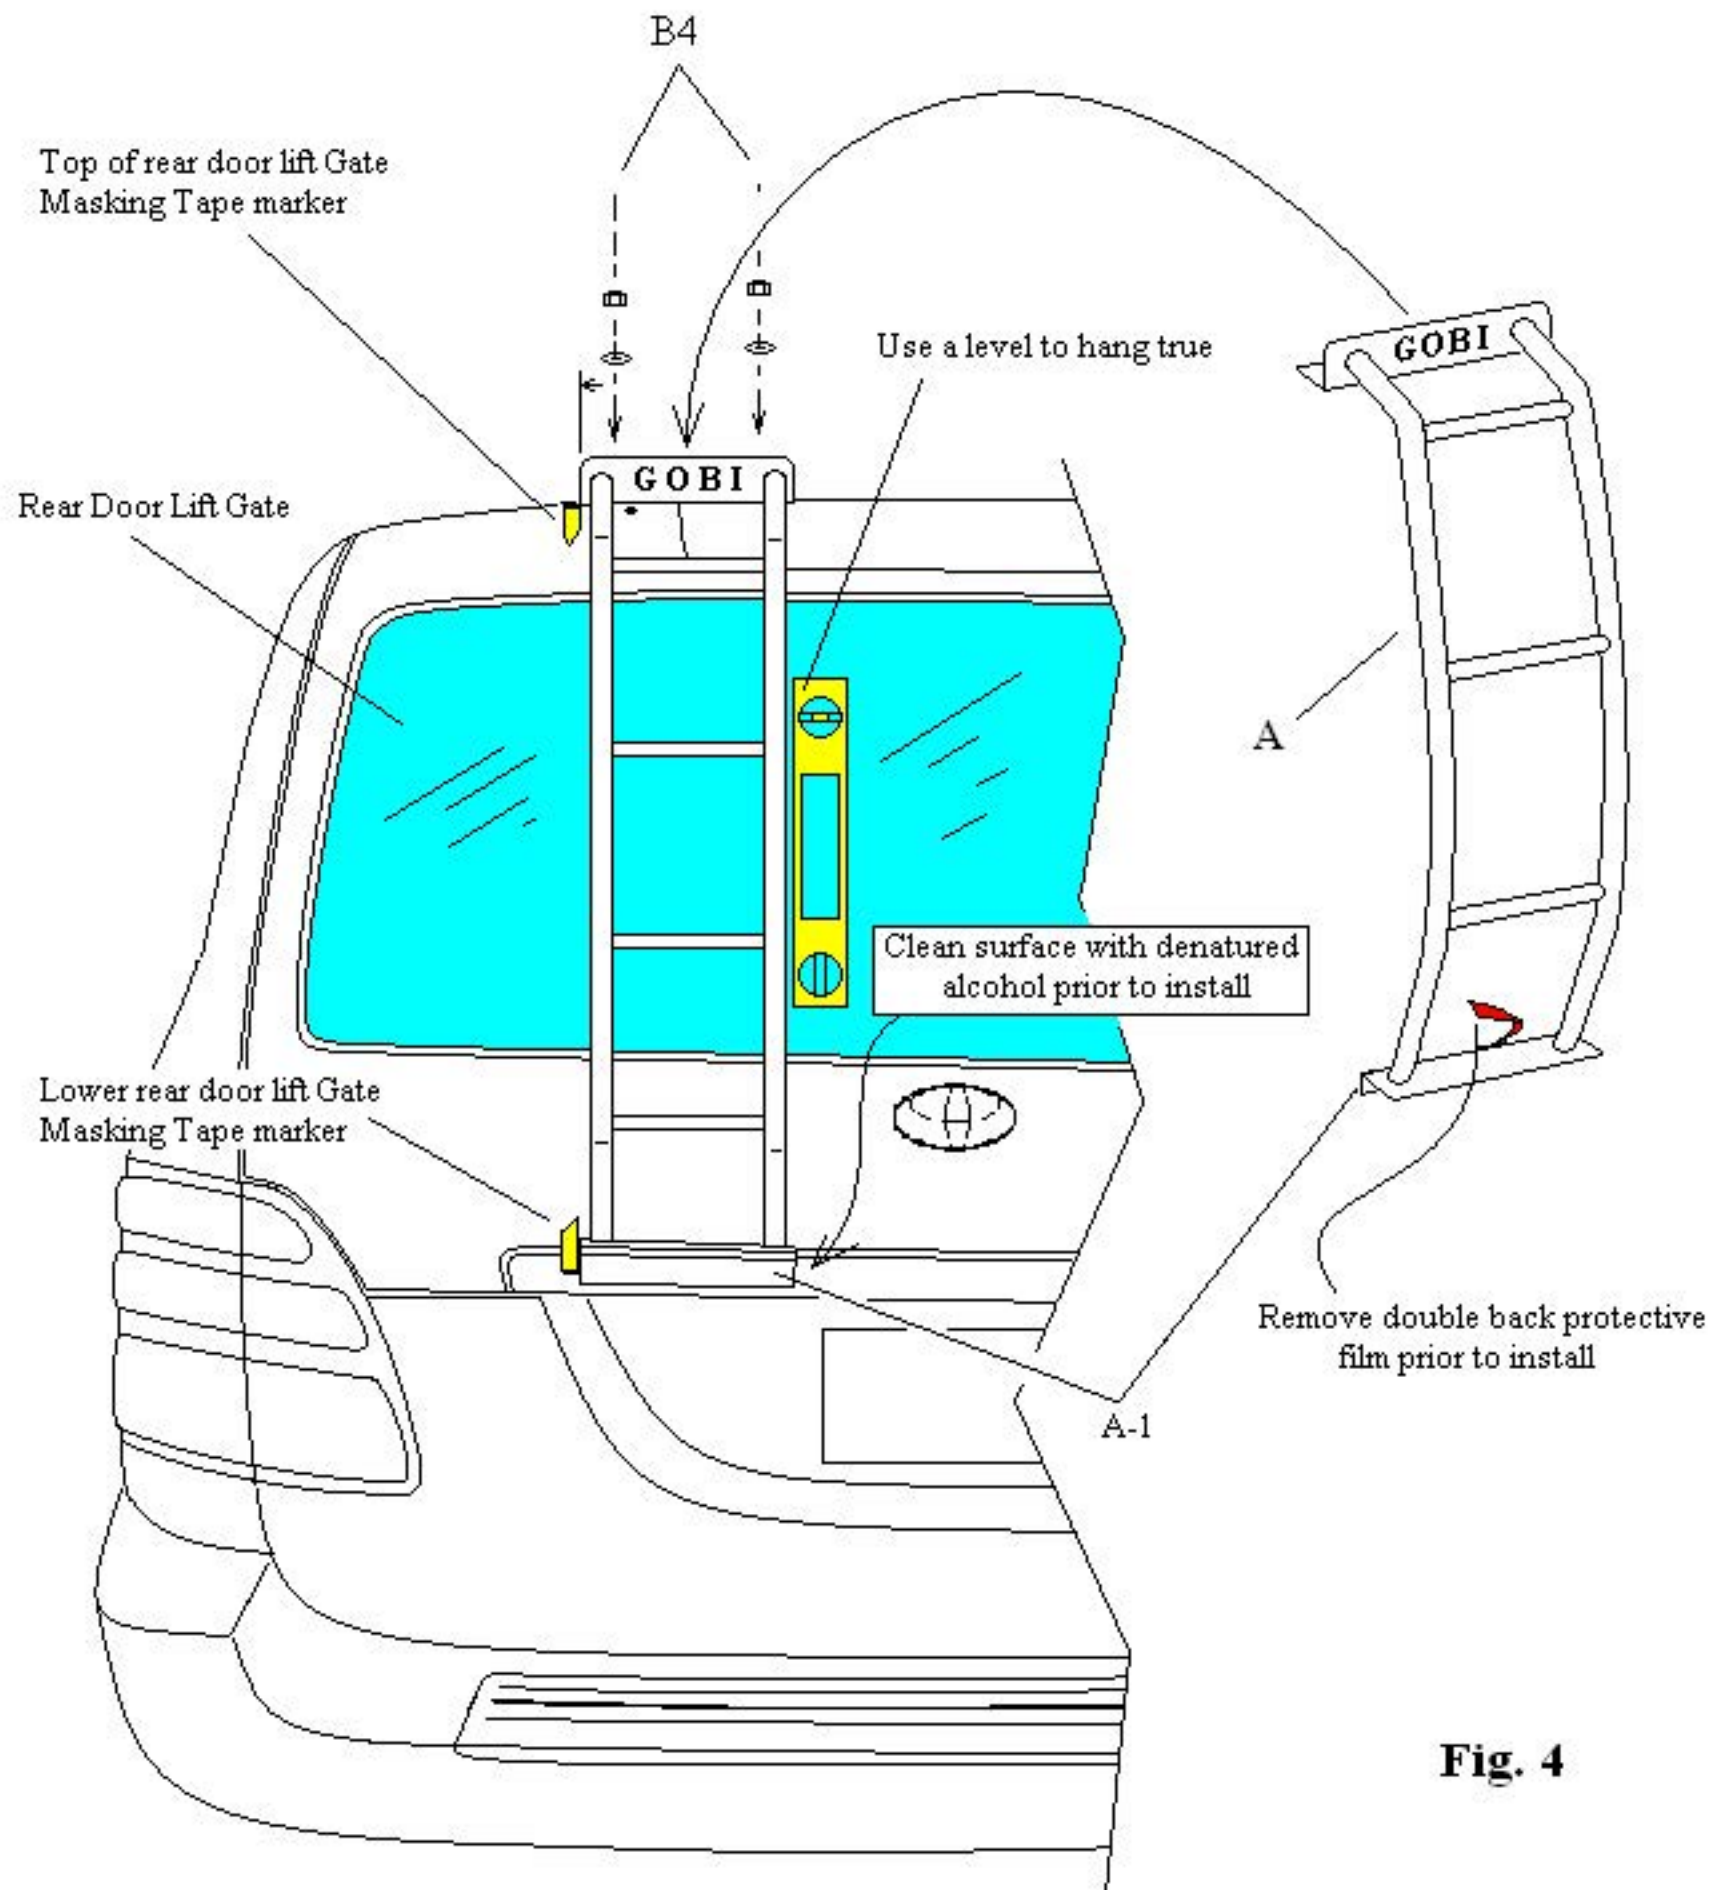 B4
Top of rear door lift Gate
Masking Tape marker
Use a level to hang true
GOBI
GOBI
Rear Door Lift Gate
A
Clean surface with denatured
alcohol prior to install
Lower rear door lift Gate
Masking Tape marker
Remove double back protective
film prior to install
A-1
Fig. 4